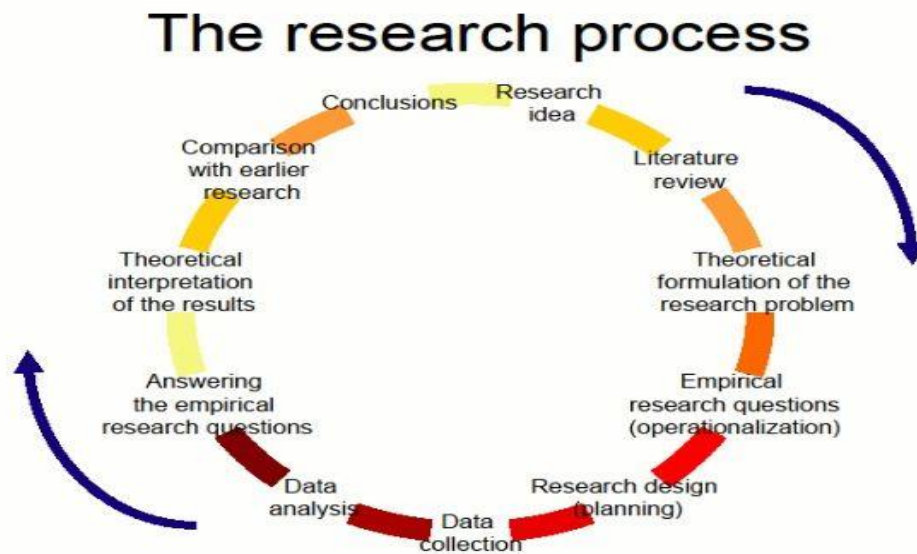 The research process
Research
idea
Literature
review
Theoretical
formulation of the
research problem
Empirical
research questions
(operationalization)
Research design
(planning)
Data
collection
Data
analysis
Answering
the empirical
research questions
Theoretical
interpretation
of the results
Comparison
with earlier
research
Conclusions